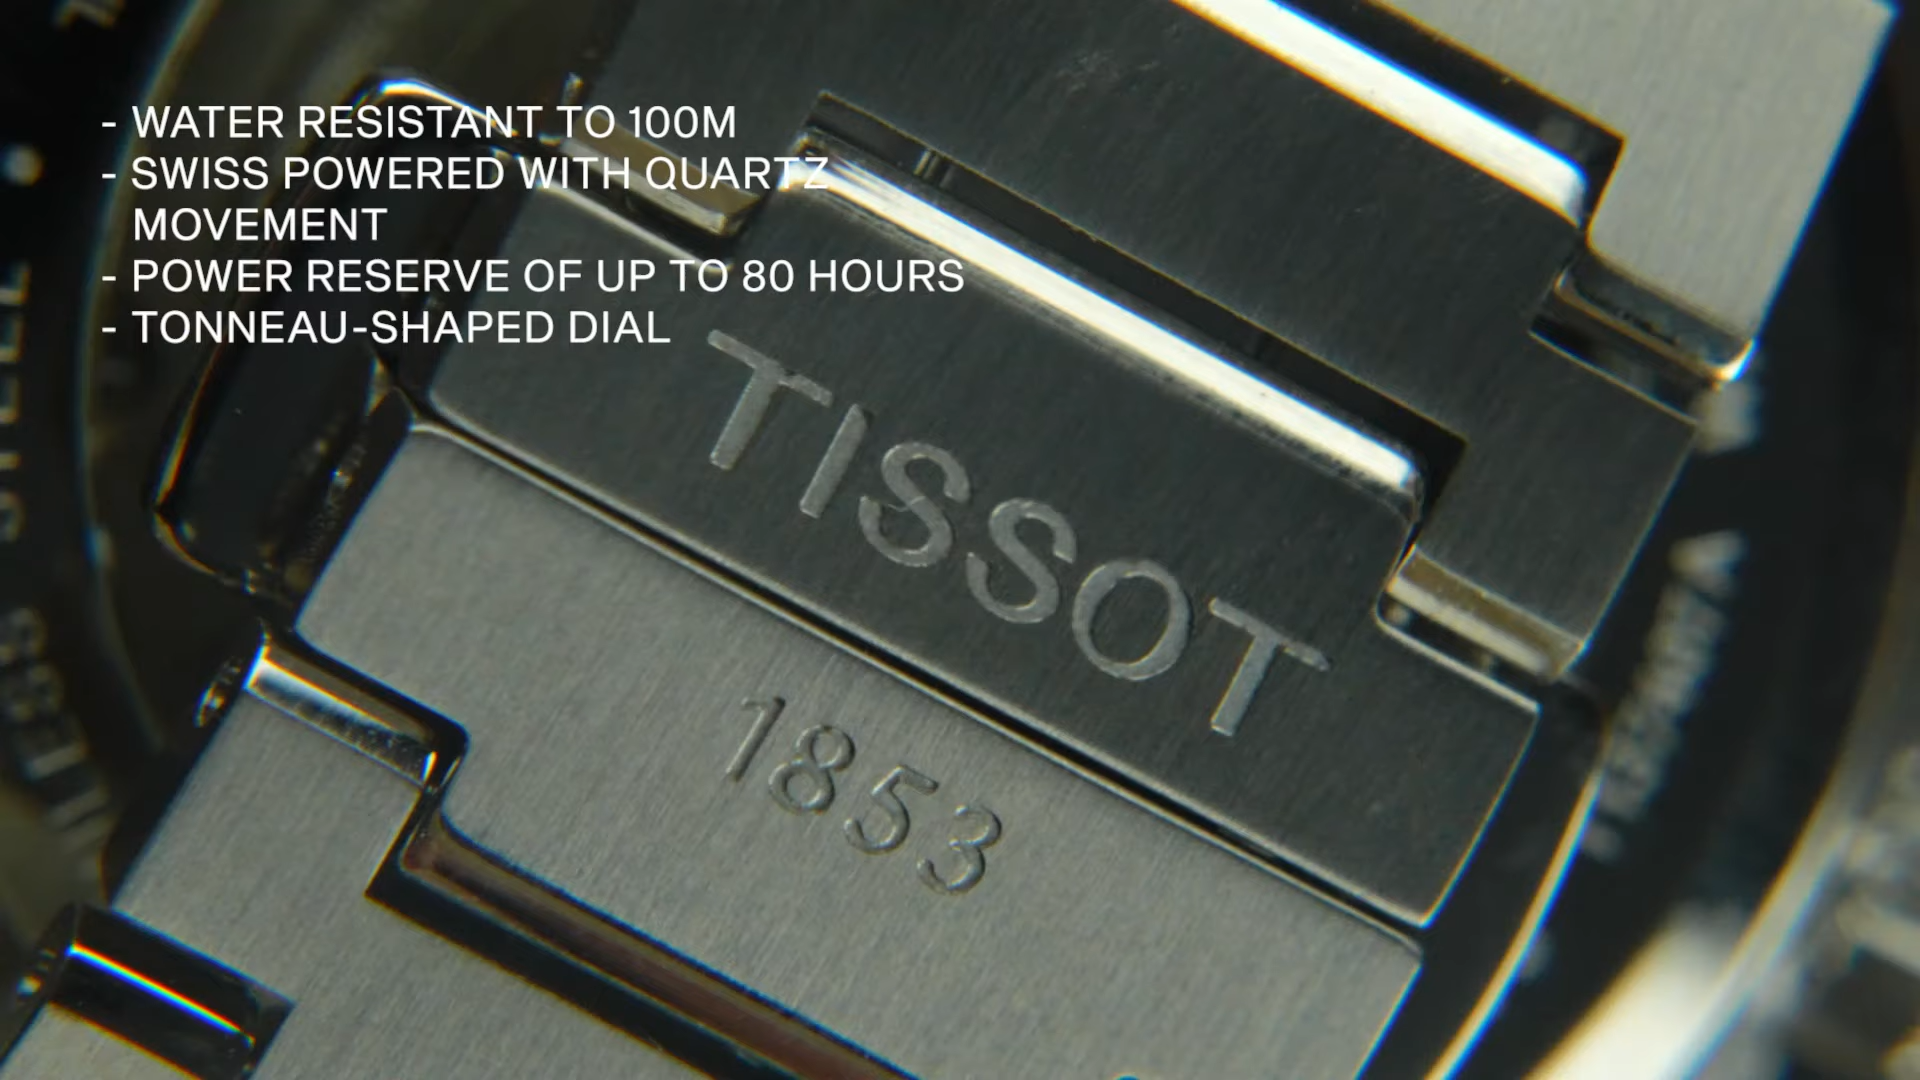 - WATER RESISTANT TO 100M
- SWISS POWERED WITH QUARTZ
MOVEMENT
- POWER RESERVE OF UP TO 80 HOURS
- TONNEAU-SHAPED DIAL
TISSOT
1853